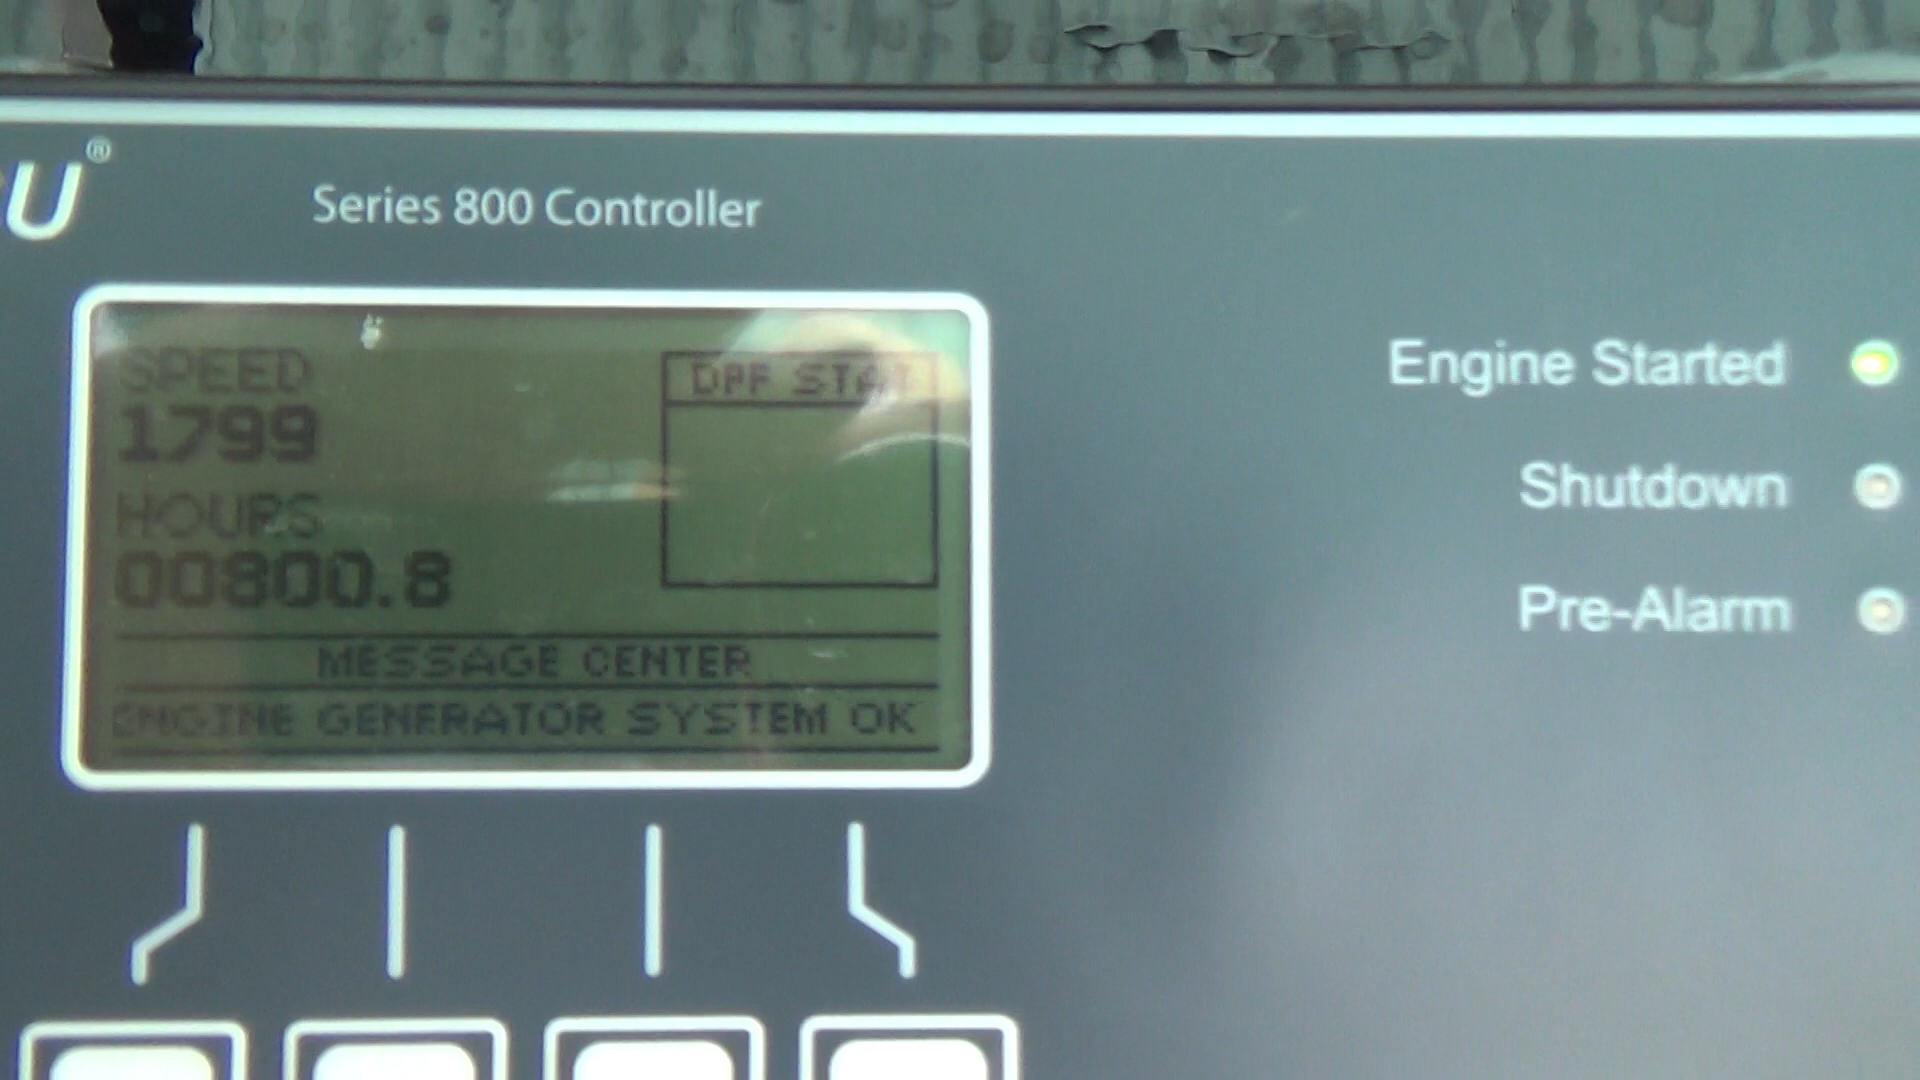 U®
Series 800 Controller
SPEED
1799
DPF STAT
HOURS
00800.8
MESSAGE CENTER
ENGINE GENERATOR SYSTEM OK
Engine Started
Shutdown
Pre-Alarm